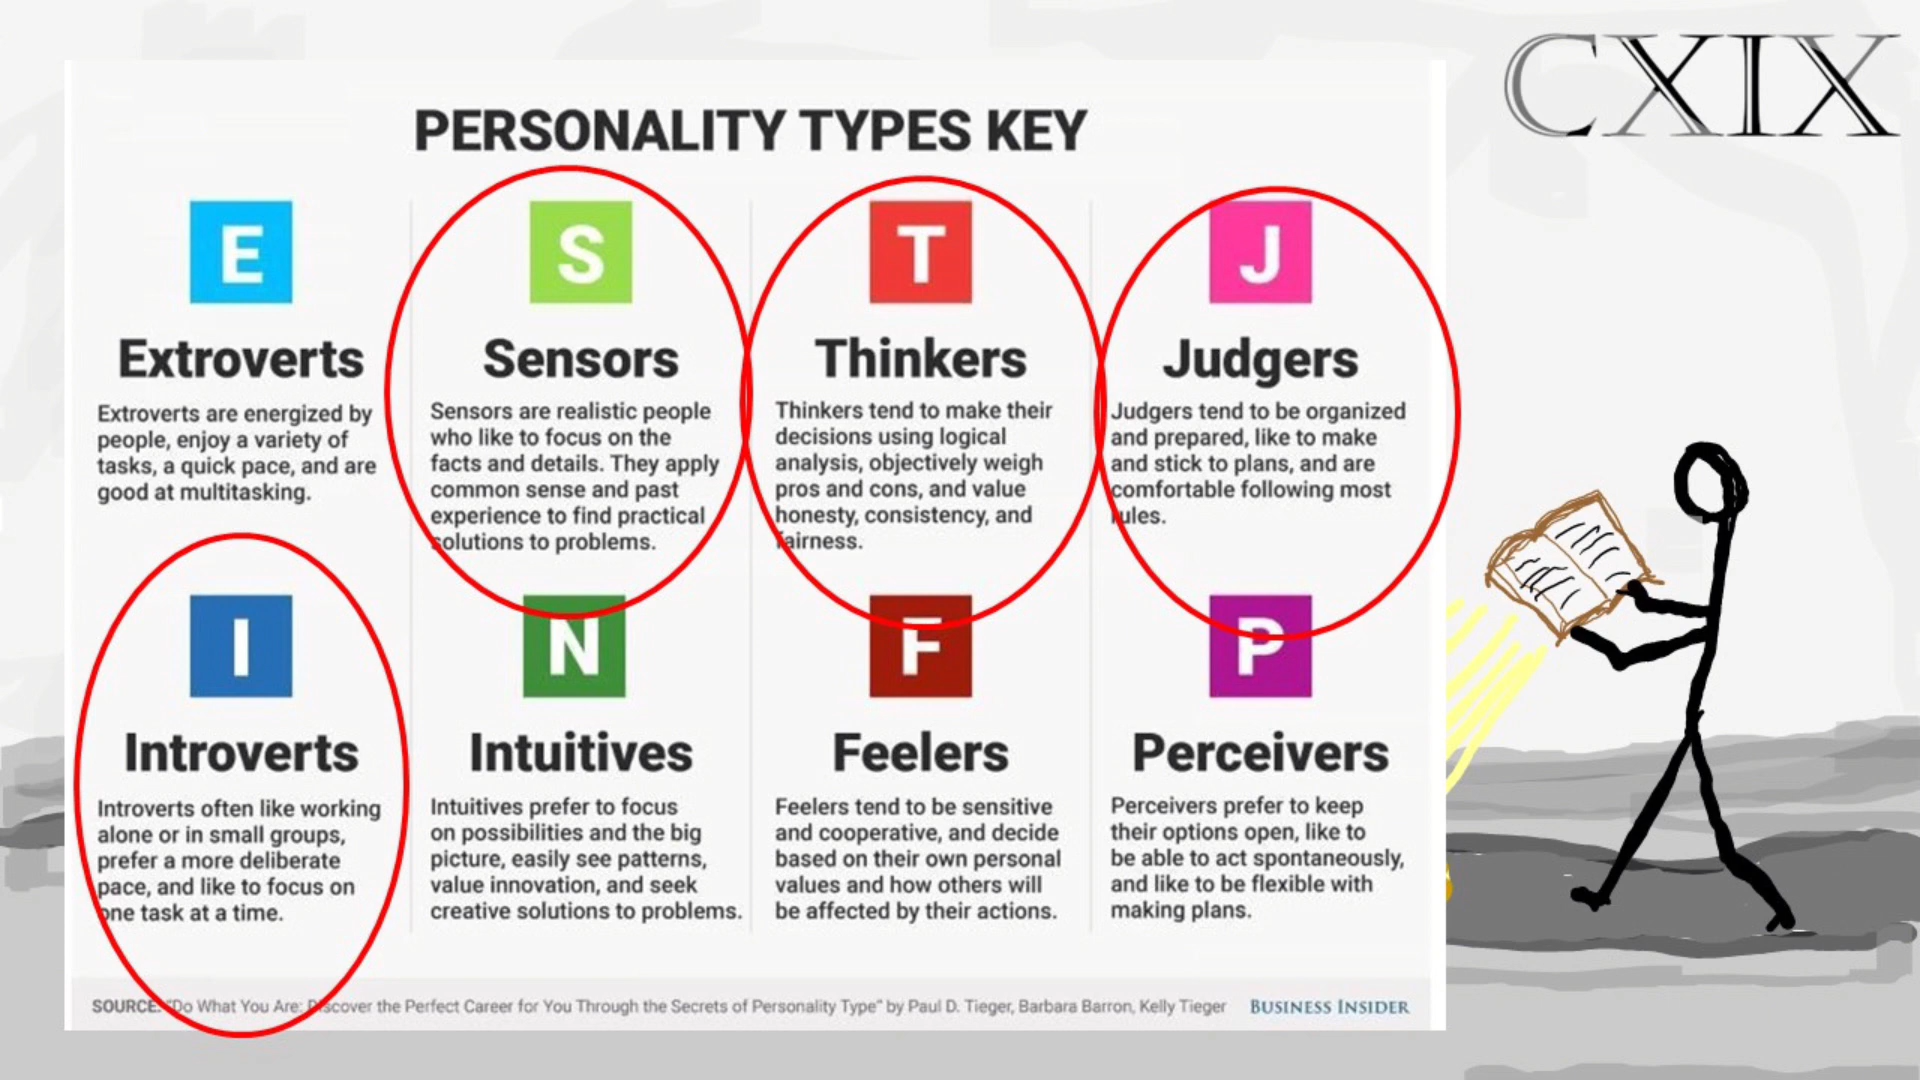 CXIX
PERSONALITY TYPES KEY
E
Extroverts
Extroverts are energized by
people, enjoy a variety of
tasks, a quick pace, and are
good at multitasking.
S
Sensors
Sensors are realistic people
who like to focus on the
facts and details. They apply
common sense and past
experience to find practical
solutions to problems.
T
Thinkers
Thinkers tend to make their
decisions using logical
analysis, objectively weigh
pros and cons, and value
honesty, consistency, and
fairness.
J
Judgers
Judgers tend to be organized
and prepared, like to make
and stick to plans, and are
comfortable following most
rules.
I
Introverts
Introverts often like working
alone or in small groups,
prefer a more deliberate
pace, and like to focus on
one task at a time.
N
Intuitives
Intuitives prefer to focus
on possibilities and the big
picture, easily see patterns,
value innovation, and seek
creative solutions to problems.
F
Feelers
Feelers tend to be sensitive
and cooperative, and decide
based on their own personal
values and how others will
be affected by their actions.
P
Perceivers
Perceivers prefer to keep
their options open, like to
be able to act spontaneously,
and like to be flexible with
making plans.
SOURCE: "Do What You Are: Discover the Perfect Career for You Through the Secrets of Personality Type" by Paul D. Tieger, Barbara Barron, Kelly Tieger
BUSINESS INSIDER